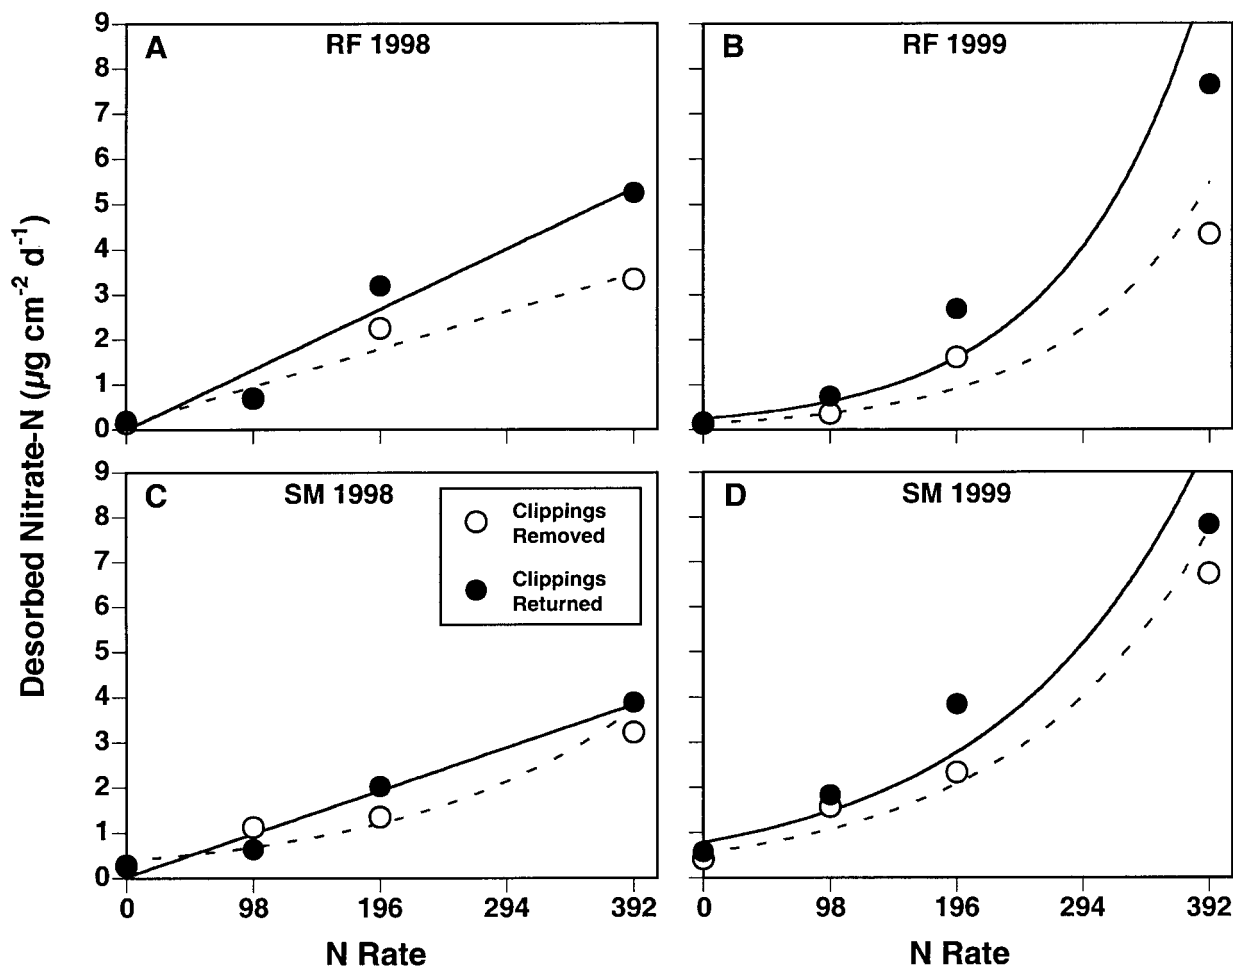 Desorbed Nitrate-N (µg cm⁻² d⁻¹)
A
RF 1998
9
8
7
6
5
4
3
2
1
0
B
RF 1999
C
SM 1998
Clippings
Removed
Clippings
Returned
9
8
7
6
5
4
3
2
1
0
0 98 196 294 392
N Rate
D
SM 1999
0 98 196 294 392
N Rate